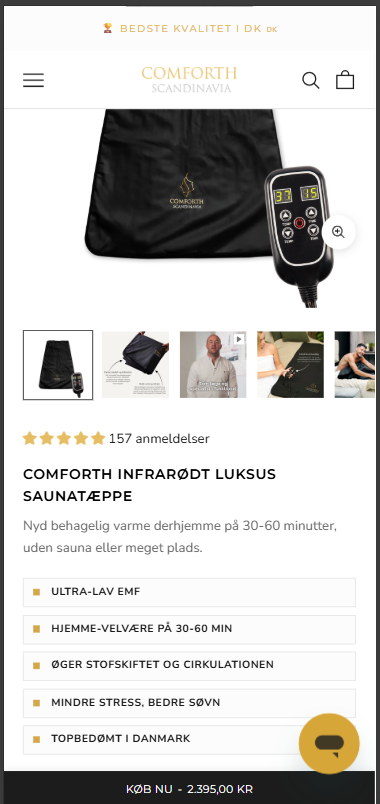 BEDSTE KVALITET I DK DK
COMFORTH
SCANDINAVIA
COMFORTH
SCANDINAVIA
37 15
TEMP TIME
157 anmeldelser
COMFORTH INFRARØDT LUKSUS
SAUNATÆPPE
Nyd behagelig varme derhjemme på 30-60 minutter,
uden sauna eller meget plads.
ULTRA-LAV EMF
HJEMME-VELVÆRE PÅ 30-60 MIN
ØGER STOFSKIFTET OG CIRKULATIONEN
MINDRE STRESS, BEDRE SØVN
TOPBEDØMT I DANMARK
KØB NU - 2.395,00 KR